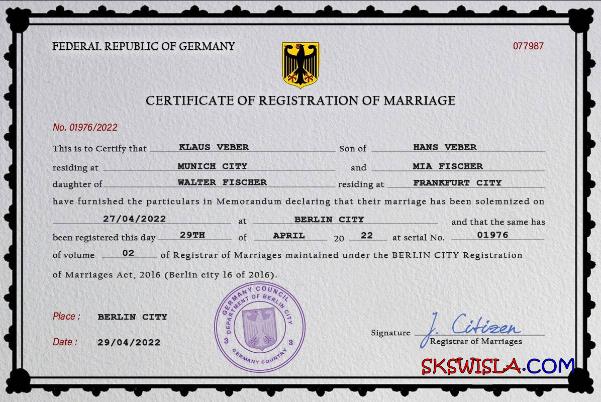 FEDERAL REPUBLIC OF GERMANY 077987
CERTIFICATE OF REGISTRATION OF MARRIAGE
No. 01976/2022
This is to Certify that KLAUS VEBER Son of HANS VEBER
residing at MUNICH CITY and MIA FISCHER
daughter of WALTER FISCHER residing at FRANKFURT CITY
have furnished the particulars in Memorandum declaring that their marriage has been solemnized on
27/04/2022 at BERLIN CITY and that the same has
been registered this day 29TH of APRIL 20 22 at serial No. 01976
of volume 02 of Registrar of Marriages maintained under the BERLIN CITY Registration
of Marriages Act, 2016 (Berlin city 16 of 2016).
GERMANY COUNCIL
DEPARTMENT OF BERLIN CITY
3 3
GERMANY COUNTRY
Place: BERLIN CITY
Signature J. Citizen
Registrar of Marriages
Date: 29/04/2022
SKSWISLA.COM